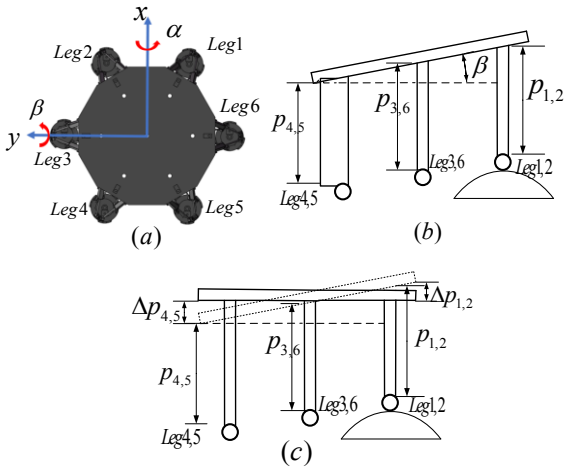 x
α
Leg2
Leg1
β
Leg6
y
Leg3
Leg4
Leg5
(a)
β
p4,5
p3,6
p1,2
Leg3,6
Leg1,2
Leg4,5
(b)
Δp4,5
Δp1,2
p3,6
p1,2
p4,5
Leg3,6
Leg1,2
Leg4,5
(c)